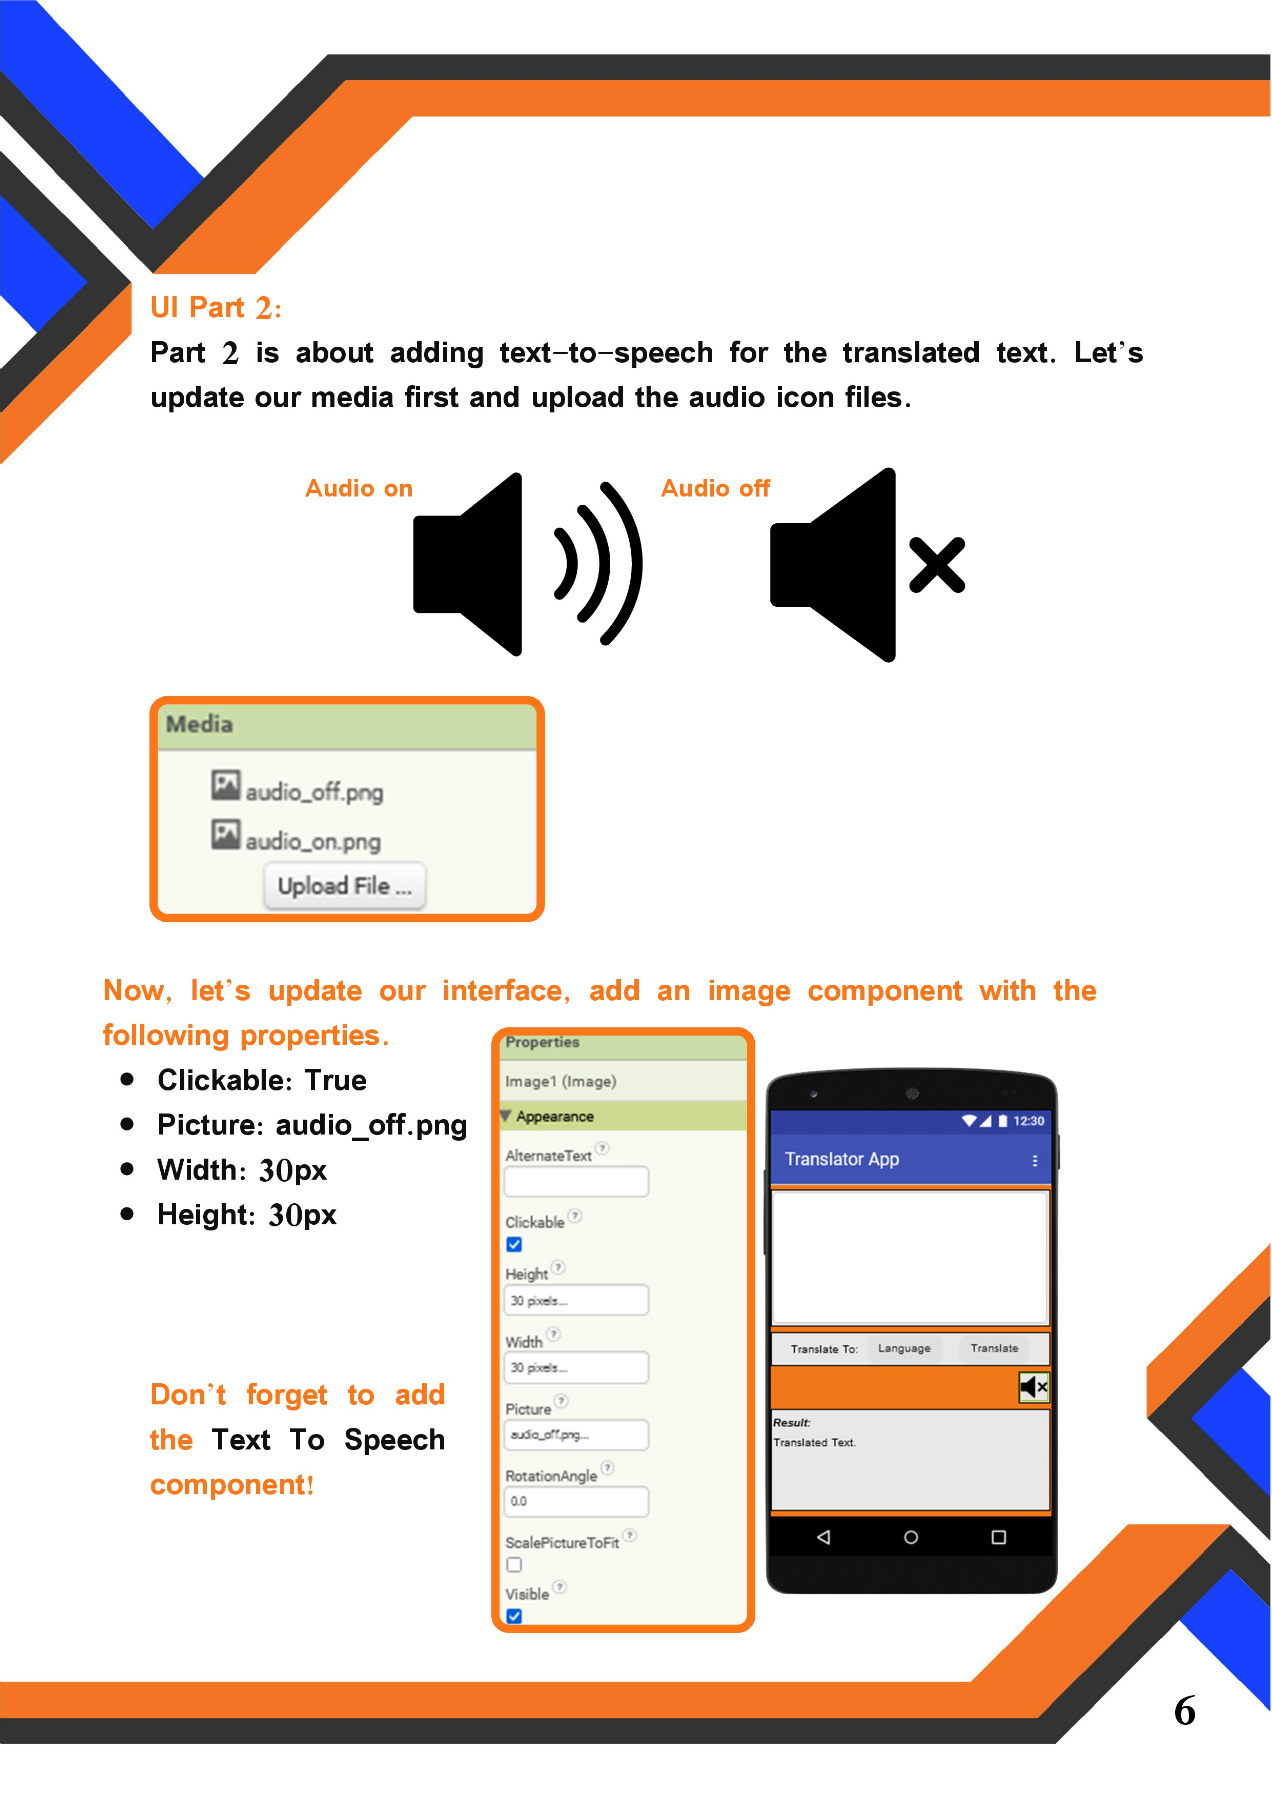 UI Part 2:
Part 2 is about adding text-to-speech for the translated text. Let's
update our media first and upload the audio icon files.
Audio on
Audio off
Media
audio_off.png
audio_on.png
Upload File ...
Now, let's update our interface, add an image component with the
following properties.
• Clickable: True
• Picture: audio_off.png
• Width: 30px
• Height: 30px
Don't forget to add
the Text To Speech
component!
Properties
Image1 (Image)
Appearance
AlternateText ?
Clickable ?
Height ?
30 pixels...
Width ?
30 pixels...
Picture ?
audio_off.png...
RotationAngle ?
0.0
ScalePictureToFit ?
Visible ?
12:30
Translator App
Translate To: Language Translate
Result:
Translated Text.
6